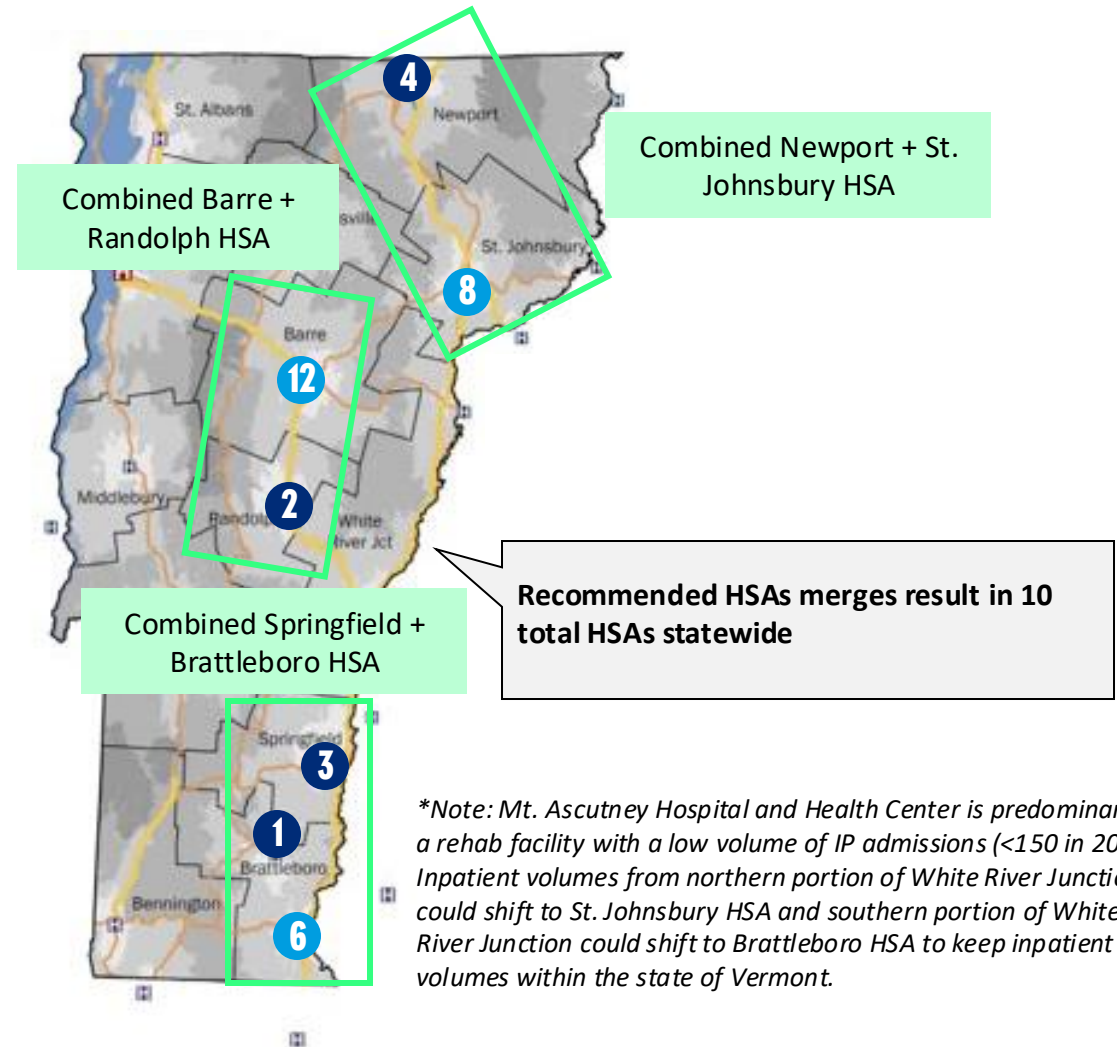 4
St. Albans
Newport
Combined Newport + St.
Johnsbury HSA
Combined Barre +
Randolph HSA
St. Johnsbury
8
Barre
12
Middlebury
2
White
River Jct
Recommended HSAs merges result in 10
total HSAs statewide
Combined Springfield +
Brattleboro HSA
Springfield
3
1
Brattleboro
Bennington
6
*Note: Mt. Ascutney Hospital and Health Center is
a rehab facility with a low volume of IP admissions (<150 in
Inpatient volumes from northern portion of White River
could shift to St. Johnsbury HSA and southern portion of White
River Junction could shift to Brattleboro HSA to keep inpatient
volumes within the state of Vermont.
H
H
H
H
H
H
H
H
H
H
H